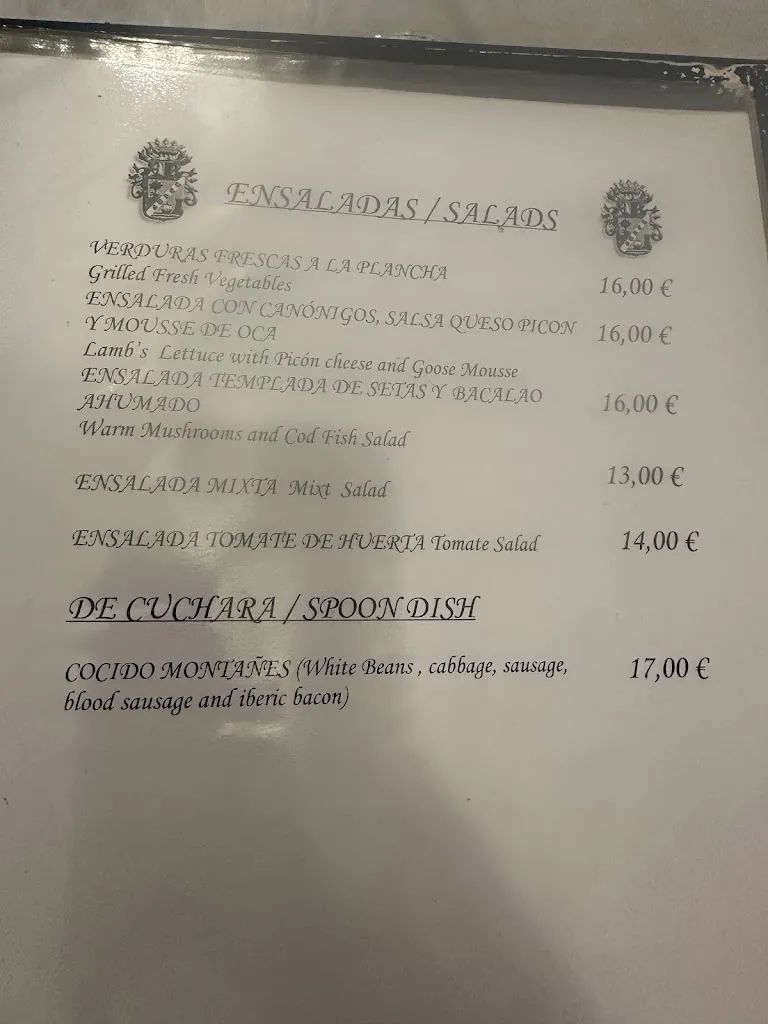 ENSALADAS / SALADS
VERDURAS FRESCAS A LA PLANCHA
Grilled Fresh Vegetables 16,00 €
ENSALADA CON CANÓNIGOS, SALSA QUESO PICON 16,00 €
Y MOUSSE DE OCA
Lamb's Lettuce with Picón cheese and Goose Mousse
ENSALADA TEMPLADA DE SETAS Y BACALAO 16,00 €
AHUMADO
Warm Mushrooms and Cod Fish Salad
ENSALADA MIXTA Mixt Salad 13,00 €
ENSALADA TOMATE DE HUERTA Tomate Salad 14,00 €
DE CUCHARA / SPOON DISH
COCIDO MONTAÑES (White Beans , cabbage, sausage, 17,00 €
blood sausage and iberic bacon)